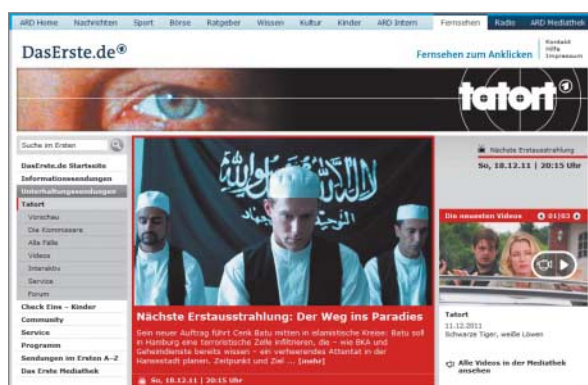 ARD Home Nachrichten Sport Börse Ratgeber Wissen Kultur Kinder ARD Intern Fernsehen Radio ARD Mediathek
DasErste.de
Fernsehen zum Anklicken
Kontakt
Hilfe
Impressum
tatort
Suche im Ersten
Nächste Erstausstrahlung
So, 18.12.11 | 20:15 Uhr
DasErste.de Startseite
Informationssendungen
Unterhaltungssendungen
Tatort
Vorschau
Die Kommissare
Alle Fälle
Videos
Interaktiv
Service
Forum
Check Eins - Kinder
Community
Service
Programm
Sendungen im Ersten A-Z
Das Erste Mediathek
Nächste Erstausstrahlung: Der Weg ins Paradies
Sein neuer Auftrag führt Cenk Batu mitten in islamistische Kreise: Batu soll
in Hamburg eine terroristische Zelle infiltrieren, die – wie BKA und
Geheimdienste bereits wissen – ein verheerendes Attentat in der
Hansestadt planen. Zeitpunkt und Ziel ... [mehr]
So, 18.12.11 | 20:15 Uhr
Die neuesten Videos 01/03
Tatort
11.12.2011
Schwarze Tiger, weiße Löwen
Alle Videos in der Mediathek
ansehen